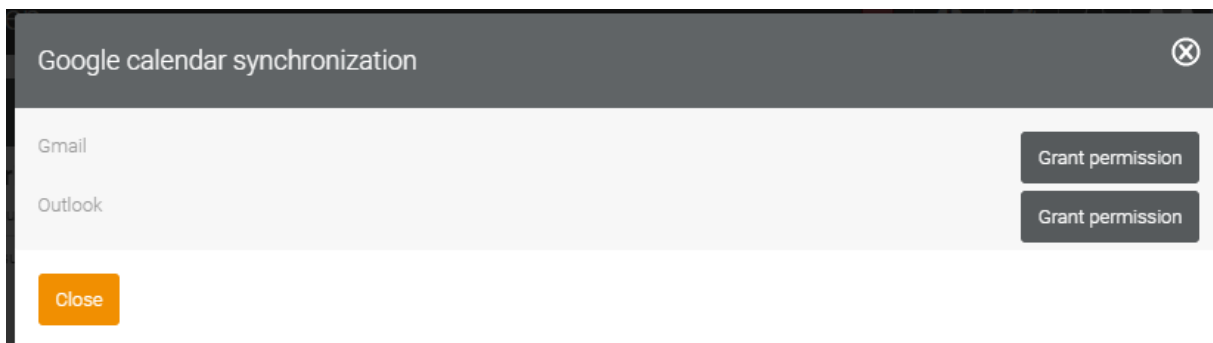 Google calendar synchronization
Gmail
Grant permission
Outlook
Grant permission
Close